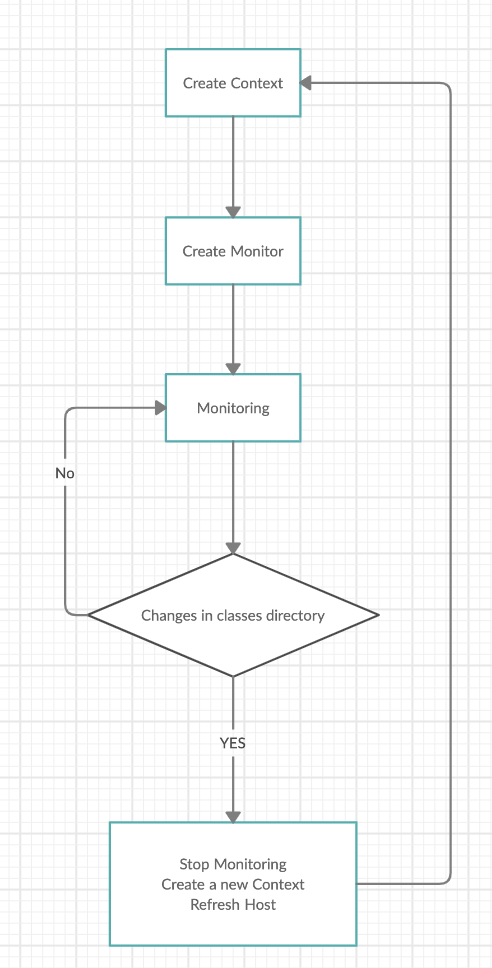 Create Context
Create Monitor
Monitoring
No
Changes in classes directory
YES
Stop Monitoring
Create a new Context
Refresh Host